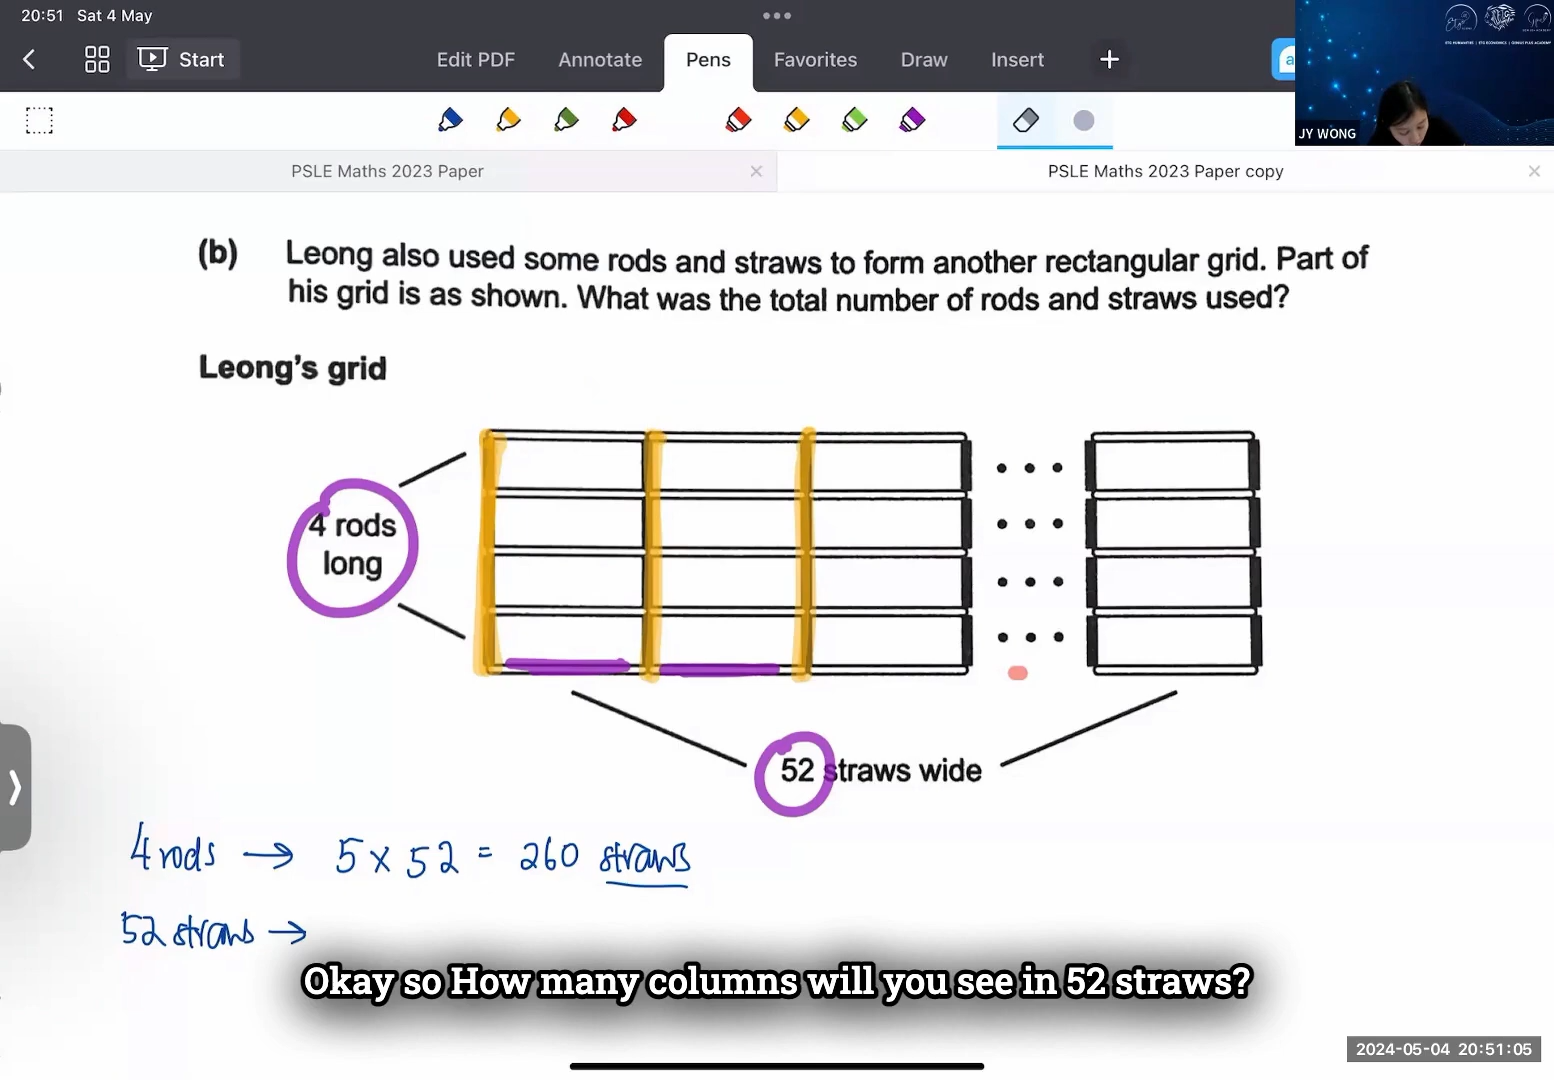 20:51 Sat 4 May
Start
Edit PDF
Annotate
Pens
Favorites
Draw
Insert
JY WONG
PSLE Maths 2023 Paper
PSLE Maths 2023 Paper copy
(b) Leong also used some rods and straws to form another rectangular grid. Part of
his grid is as shown. What was the total number of rods and straws used?
Leong's grid
4 rods
long
52 straws wide
4 rods → 5 × 52 = 260 straws
52 straws →
Okay so How many columns will you see in 52 straws?
2024-05-04 20:51:05